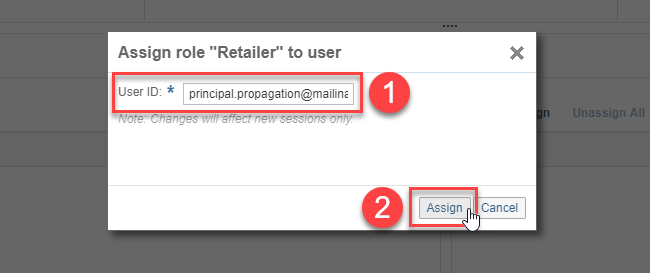 Assign role "Retailer" to user
User ID: * principal.propagation@mailina
1
Note: Changes will affect new sessions only.
Unassign All
2
Assign Cancel